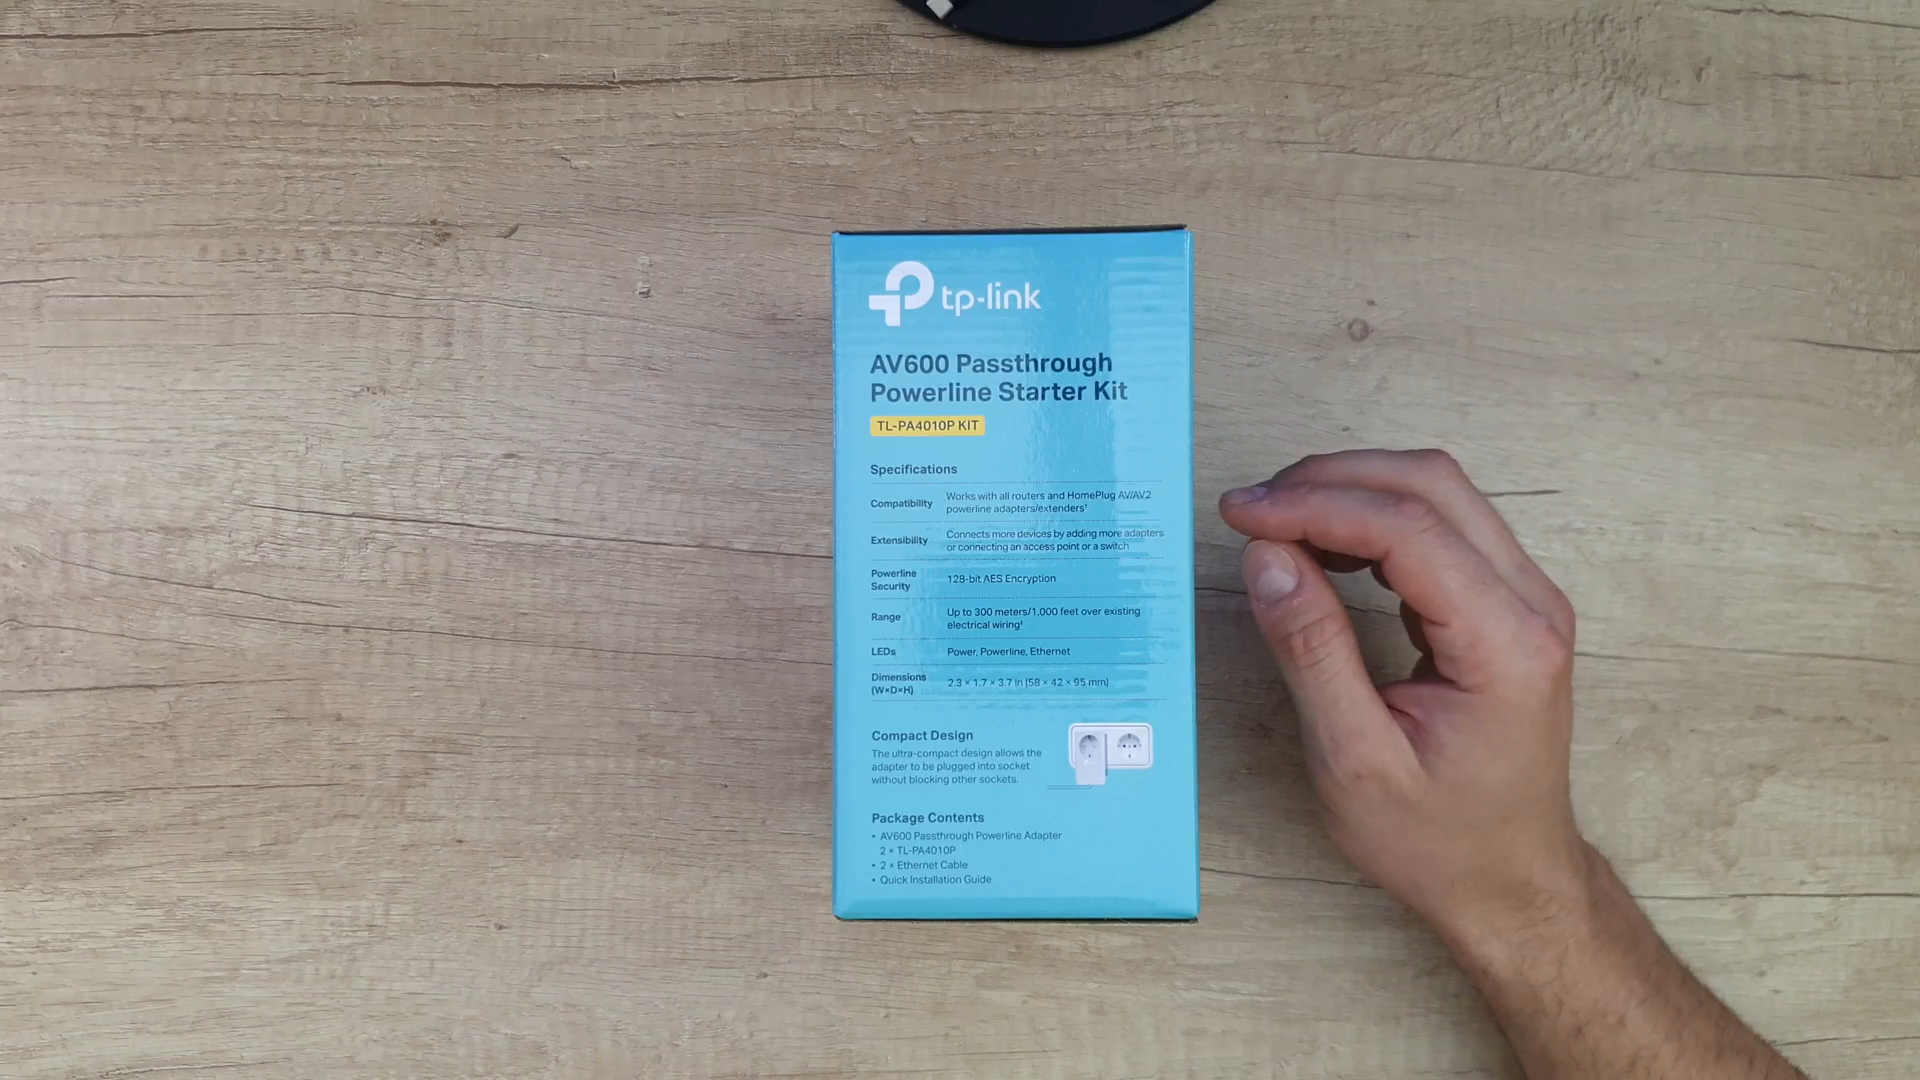 tp-link
AV600 Passthrough
Powerline Starter Kit
TL-PA4010P KIT
Specifications
Compatibility
Works with all routers and HomePlug AV/AV2
powerline adapters/extenders†
Extensibility
Connects more devices by adding more adapters
or connecting an access point or a switch
Powerline
Security
128-bit AES Encryption
Range
Up to 300 meters/1,000 feet over existing
electrical wiring‡
LEDs
Power, Powerline, Ethernet
Dimensions
(W×D×H)
2.3 × 1.7 × 3.7 in (58 × 42 × 95 mm)
Compact Design
The ultra-compact design allows the
adapter to be plugged into socket
without blocking other sockets.
Package Contents
• AV600 Passthrough Powerline Adapter
2 × TL-PA4010P
• 2 × Ethernet Cable
• Quick Installation Guide